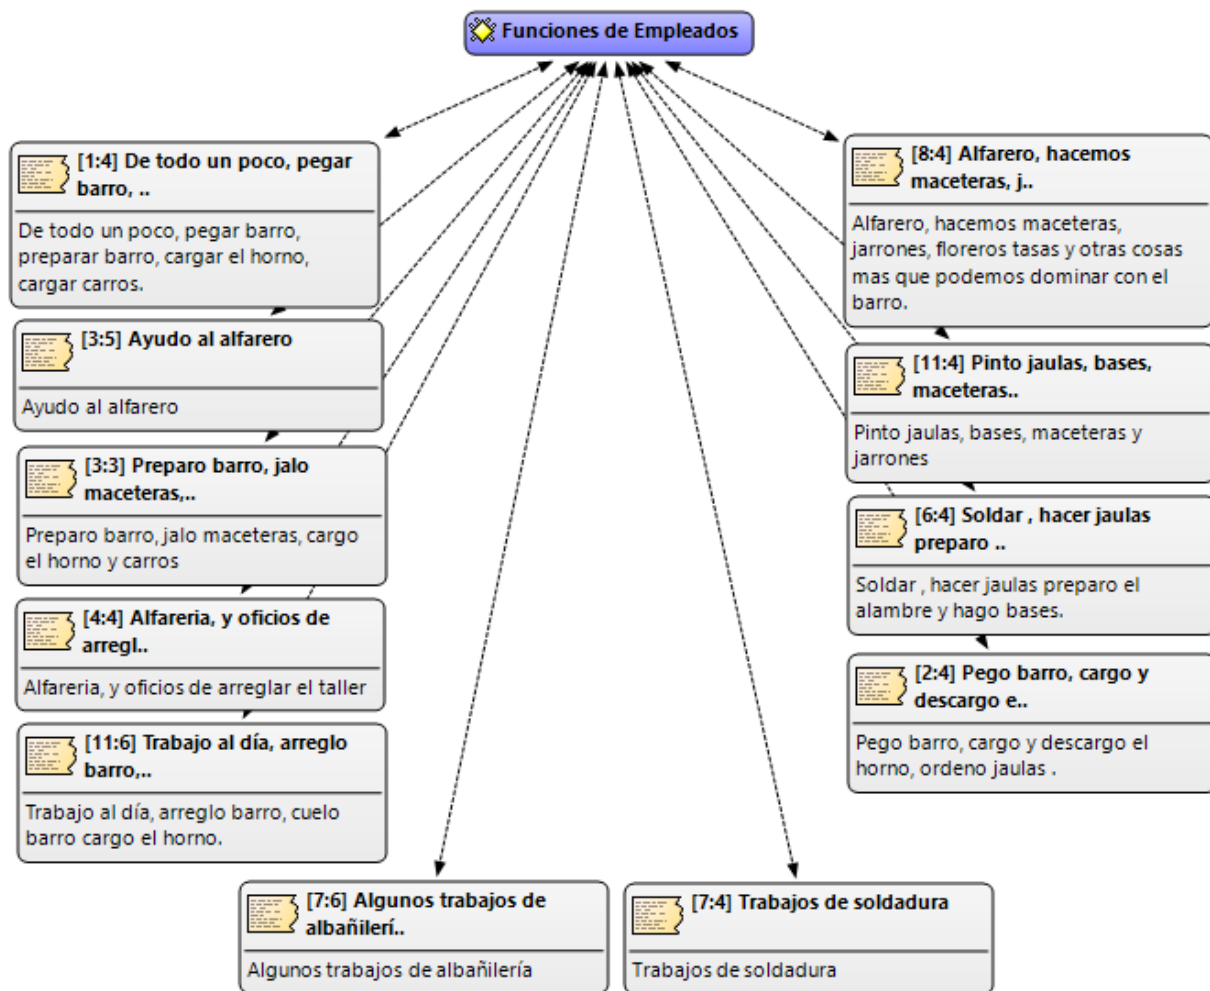 Funciones de Empleados
[1:4] De todo un poco, pegar
barro, ..
De todo un poco, pegar barro,
preparar barro, cargar el horno,
cargar carros.
[3:5] Ayudo al alfarero
Ayudo al alfarero
[3:3] Preparo barro, jalo
maceteras,..
Preparo barro, jalo maceteras, cargo
el horno y carros
[4:4] Alfareria, y oficios de
arregl..
Alfareria, y oficios de arreglar el taller
[11:6] Trabajo al día, arreglo
barro,..
Trabajo al día, arreglo barro, cuelo
barro cargo el horno.
[8:4] Alfarero, hacemos
maceteras, j..
Alfarero, hacemos maceteras,
jarrones, floreros tasas y otras cosas
mas que podemos dominar con el
barro.
[11:4] Pinto jaulas, bases,
maceteras..
Pinto jaulas, bases, maceteras y
jarrones
[6:4] Soldar , hacer jaulas
preparo ..
Soldar , hacer jaulas preparo el
alambre y hago bases.
[2:4] Pego barro, cargo y
descargo e..
Pego barro, cargo y descargo el
horno, ordeno jaulas .
[7:6] Algunos trabajos de
albañilerí..
Algunos trabajos de albañilería
[7:4] Trabajos de soldadura
Trabajos de soldadura